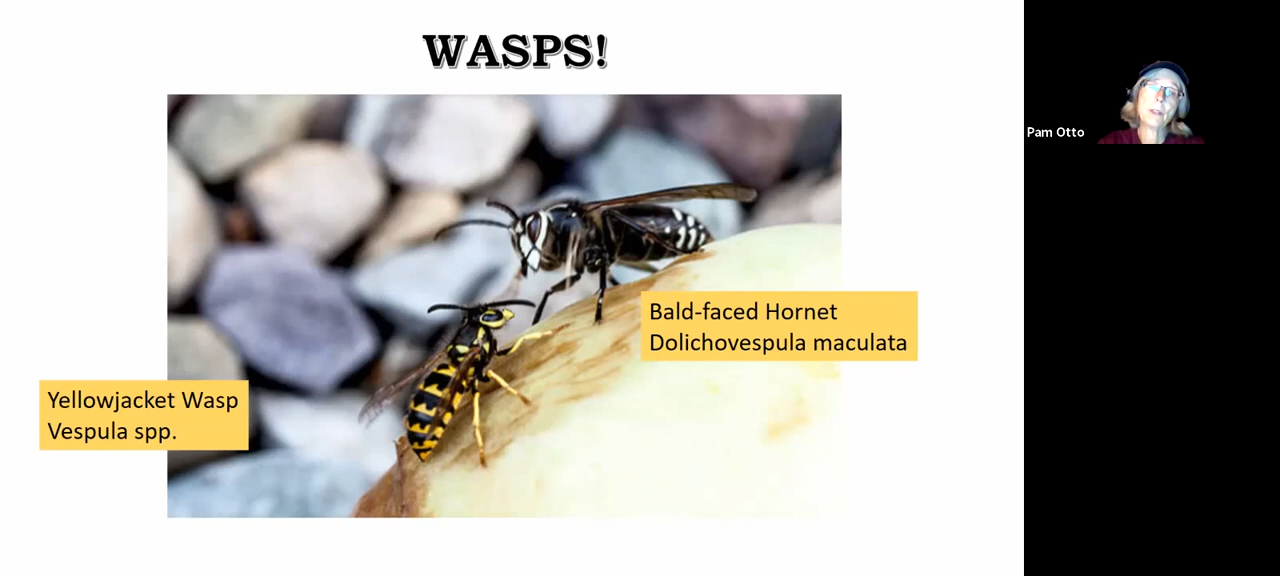 WASPS!
Bald-faced Hornet
Dolichovespula maculata
Yellowjacket Wasp
Vespula spp.
Pam Otto